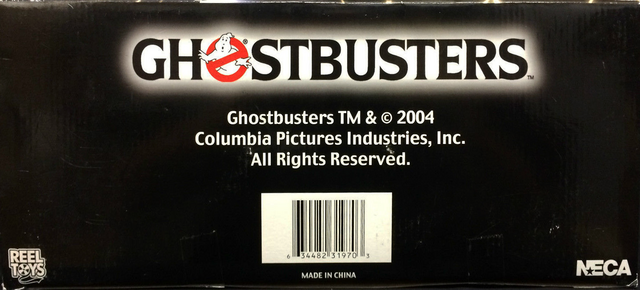 GHOSTBUSTERS ® ™
Ghostbusters TM & © 2004
Columbia Pictures Industries, Inc.
All Rights Reserved.
6 34482 31970 3
MADE IN CHINA
REEL
TOYS
NECA